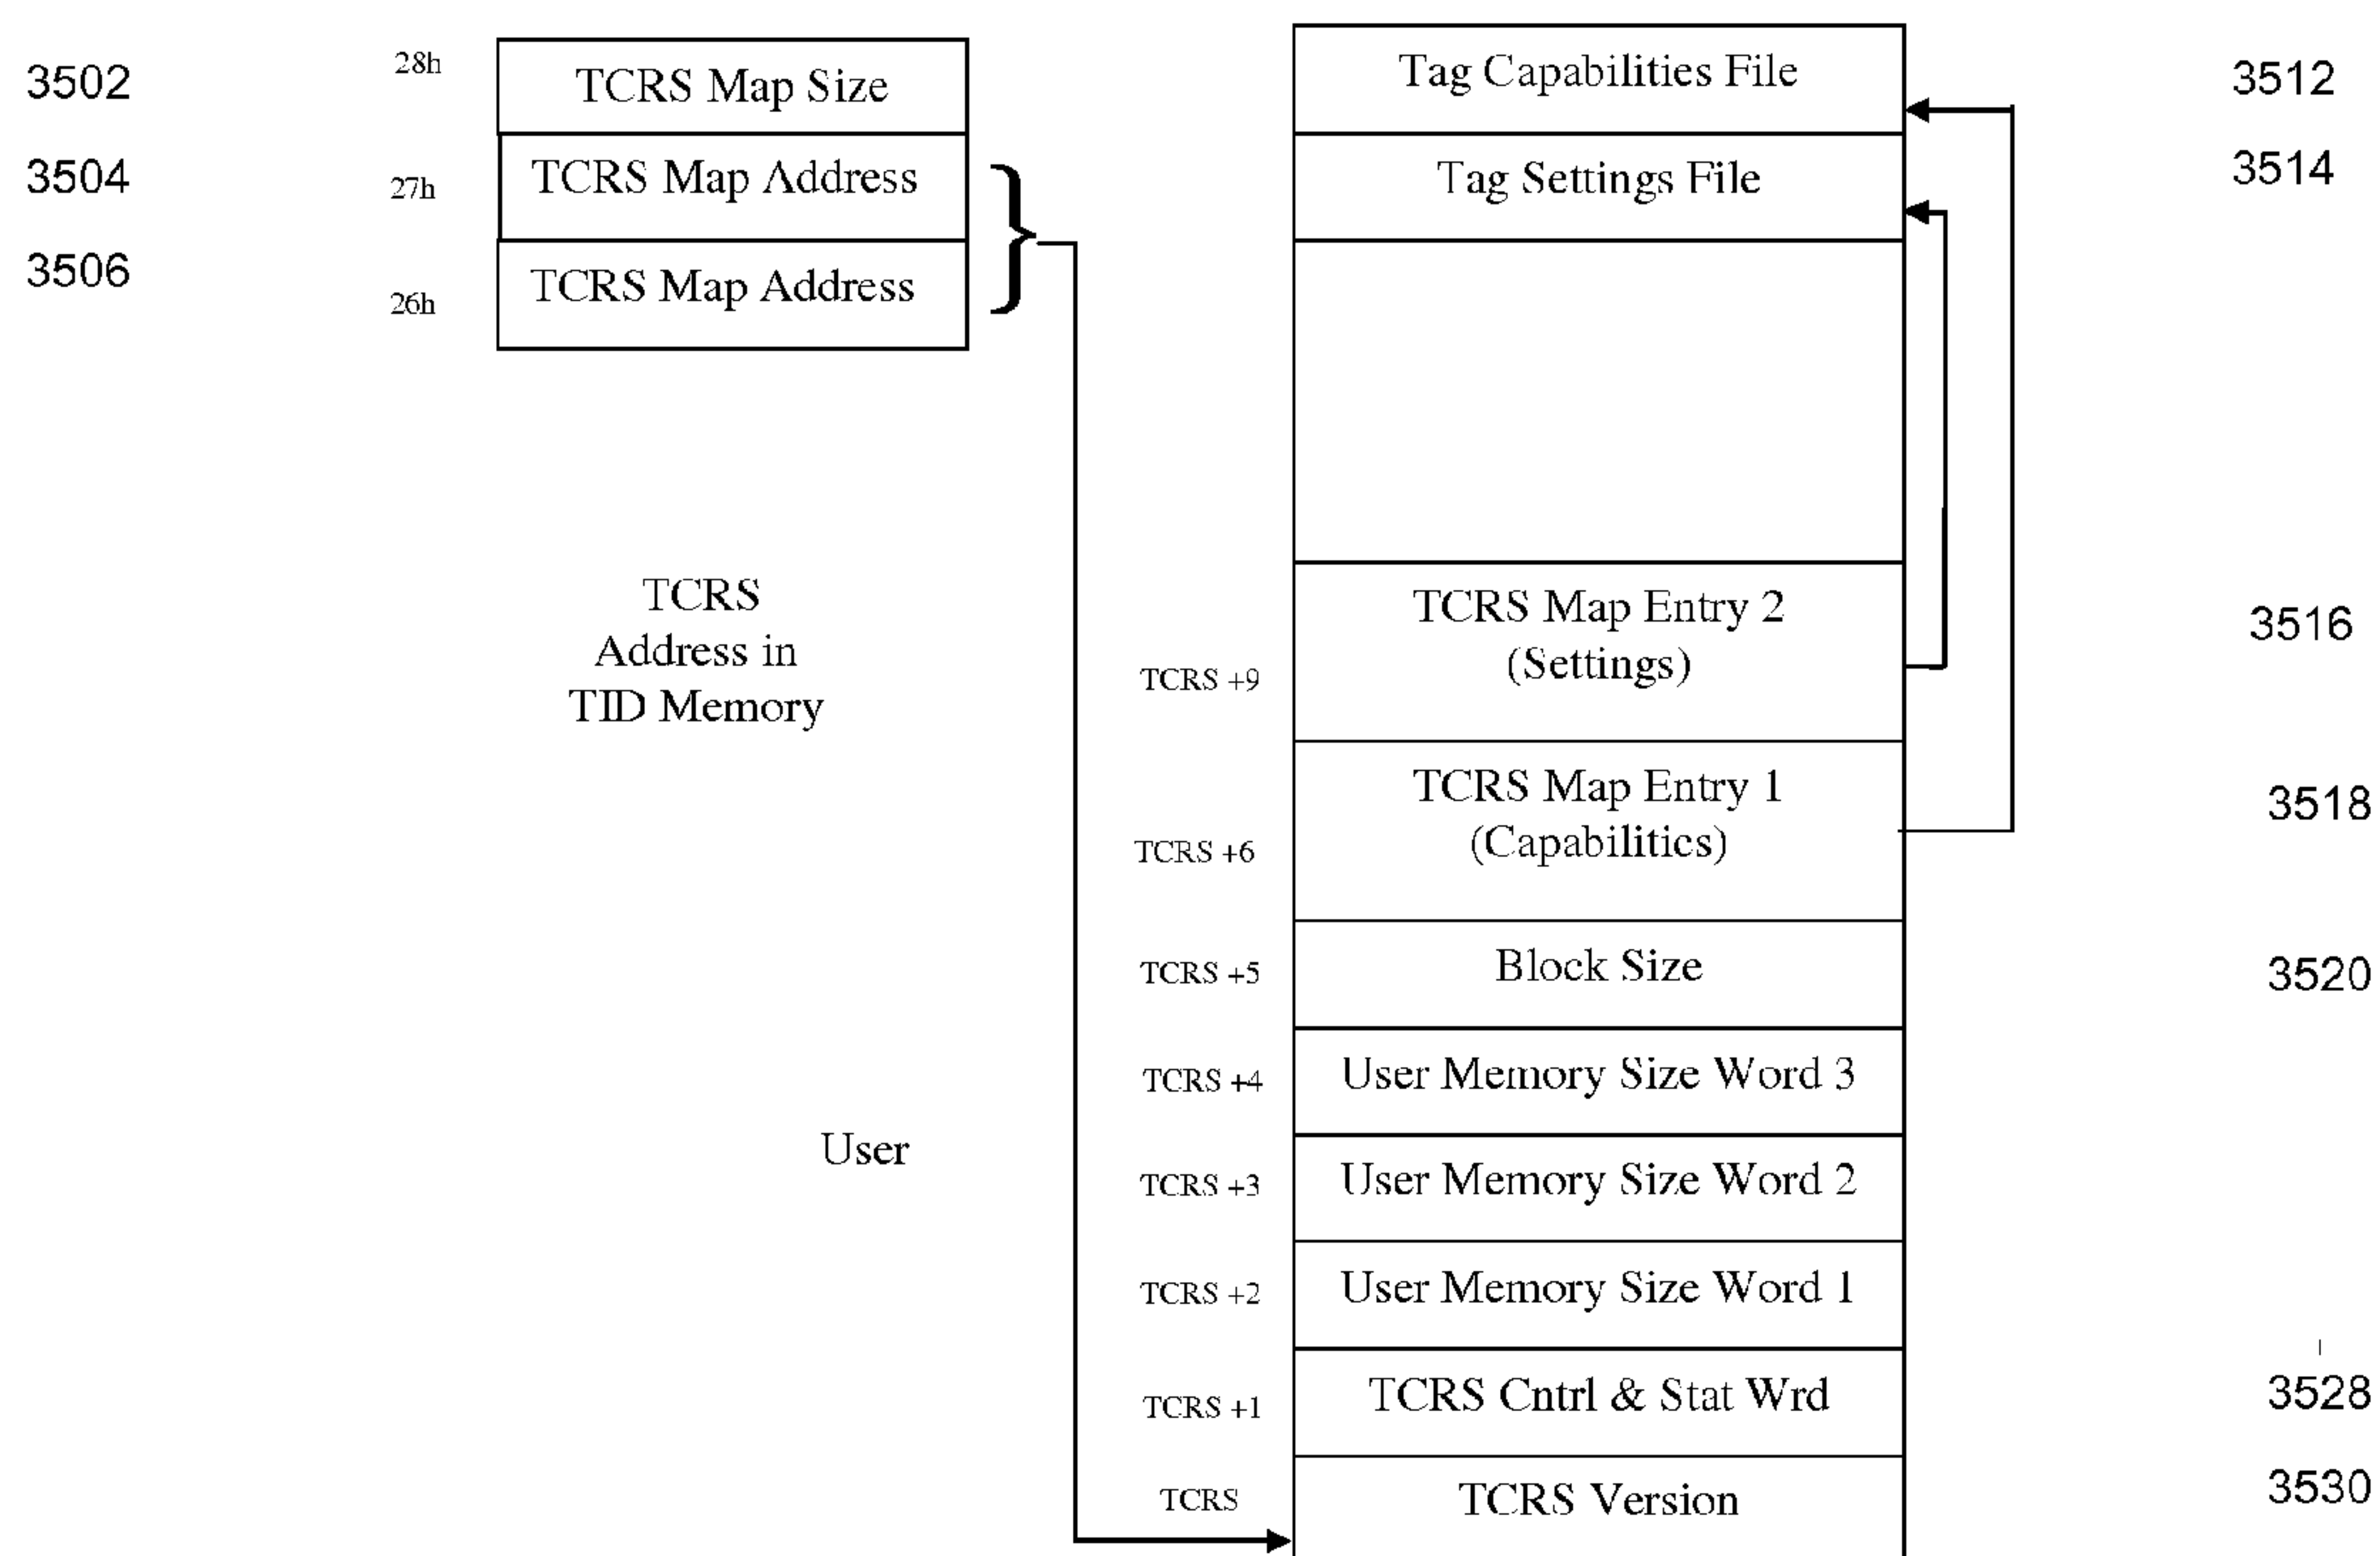 3502
28h
TCRS Map Size
3504
27h
TCRS Map Address
3506
26h
TCRS Map Address
TCRS
Address in
TID Memory
User
Tag Capabilities File
3512
Tag Settings File
3514
TCRS +9
TCRS Map Entry 2
(Settings)
3516
TCRS +6
TCRS Map Entry 1
(Capabilities)
3518
TCRS +5
Block Size
3520
TCRS +4
User Memory Size Word 3
TCRS +3
User Memory Size Word 2
TCRS +2
User Memory Size Word 1
TCRS +1
TCRS Cntrl & Stat Wrd
3528
TCRS
TCRS Version
3530